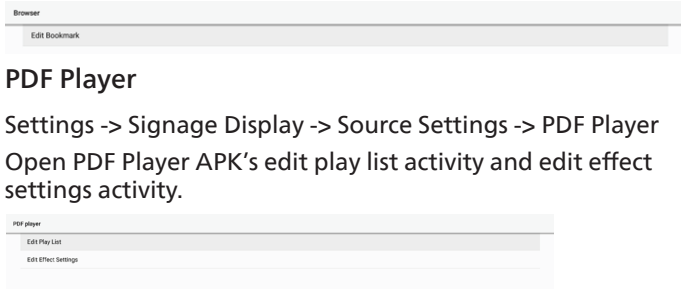 Browser
Edit Bookmark
PDF Player
Settings -> Signage Display -> Source Settings -> PDF Player
Open PDF Player APK’s edit play list activity and edit effect
settings activity.
PDF player
Edit Play List
Edit Effect Settings